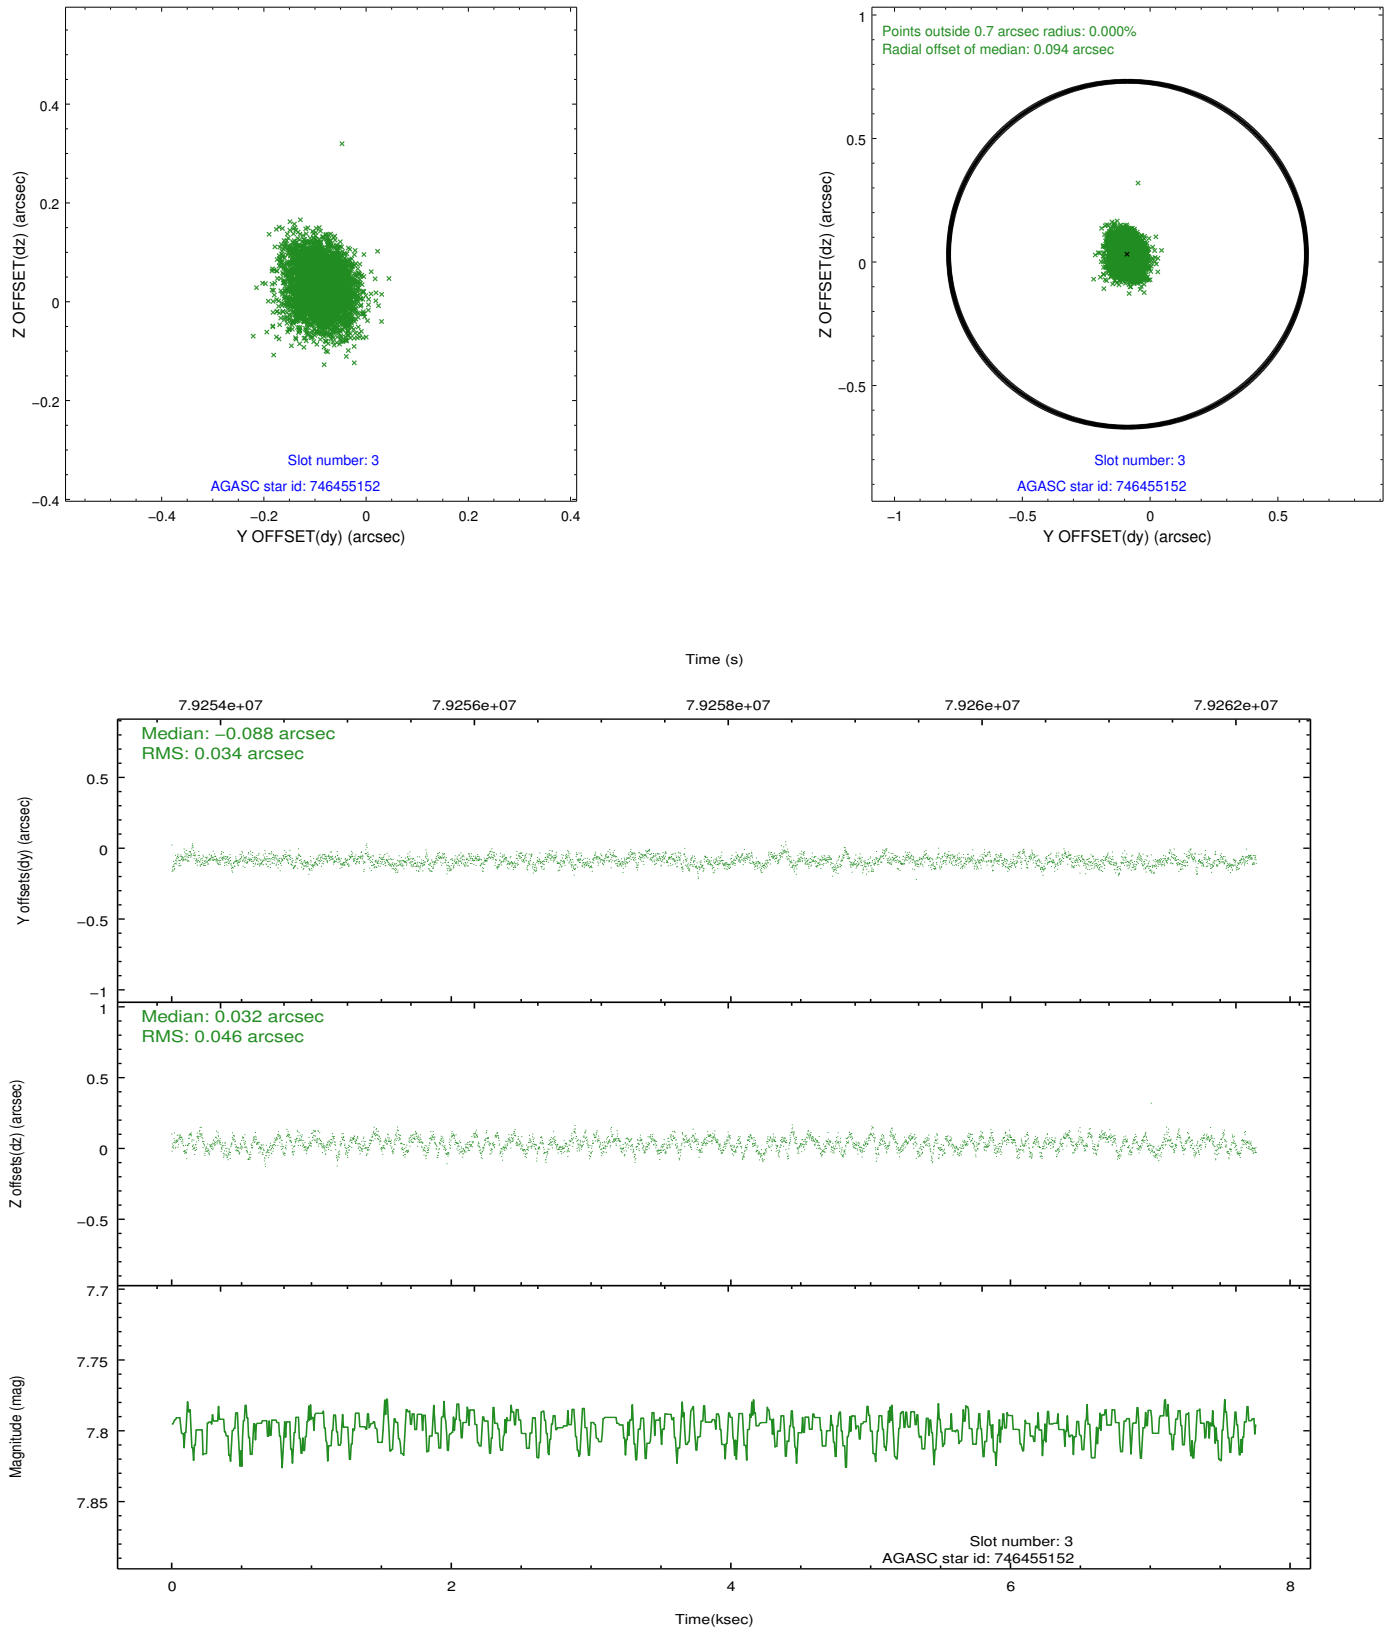 0.4
0.2
0
−0.2
−0.4
Z OFFSET(dz) (arcsec)
Slot number: 3
AGASC star id: 746455152
−0.4
−0.2
0
0.2
0.4
Y OFFSET(dy) (arcsec)
Points outside 0.7 arcsec radius: 0.000%
Radial offset of median: 0.094 arcsec
1
0.5
0
−0.5
Z OFFSET(dz) (arcsec)
Slot number: 3
AGASC star id: 746455152
−1
−0.5
0
0.5
Y OFFSET(dy) (arcsec)
Time (s)
7.9254e+07
7.9256e+07
7.9258e+07
7.926e+07
7.9262e+07
Median: −0.088 arcsec
RMS: 0.034 arcsec
0.5
0
−0.5
−1
Y offsets(dy) (arcsec)
Median: 0.032 arcsec
RMS: 0.046 arcsec
1
0.5
0
−0.5
Z offsets(dz) (arcsec)
7.7
7.75
7.8
7.85
Magnitude (mag)
Slot number: 3
AGASC star id: 746455152
0
2
4
6
8
Time(ksec)